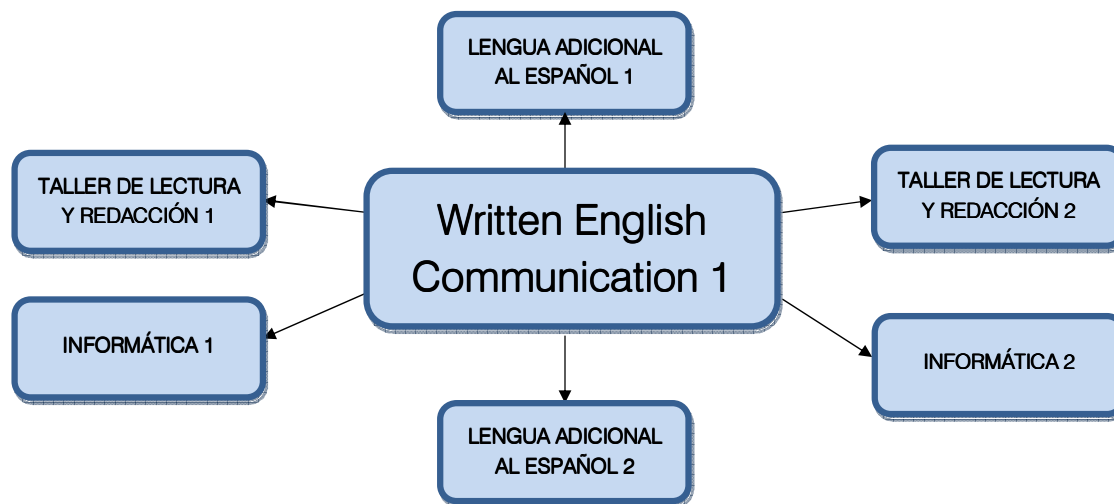 LENGUA ADICIONAL
AL ESPAÑOL 1
TALLER DE LECTURA
Y REDACCIÓN 1
Written English
Communication 1
TALLER DE LECTURA
Y REDACCIÓN 2
INFORMÁTICA 1
INFORMÁTICA 2
LENGUA ADICIONAL
AL ESPAÑOL 2